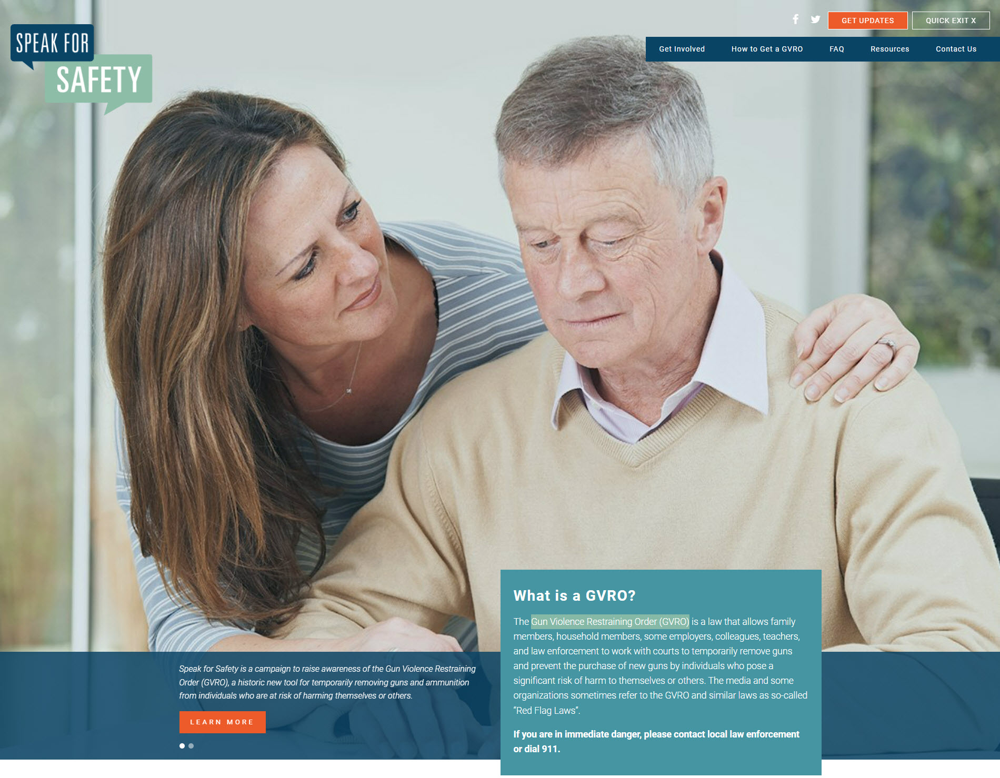 SPEAK FOR
SAFETY
GET UPDATES
QUICK EXIT X
Get Involved
How to Get a GVRO
FAQ
Resources
Contact Us
Speak for Safety is a campaign to raise awareness of the Gun Violence Restraining
Order (GVRO), a historic new tool for temporarily removing guns and ammunition
from individuals who are at risk of harming themselves or others.
LEARN MORE
What is a GVRO?
The Gun Violence Restraining Order (GVRO) is a law that allows family
members, household members, some employers, colleagues, teachers,
and law enforcement to work with courts to temporarily remove guns
and prevent the purchase of new guns by individuals who pose a
significant risk of harm to themselves or others. The media and some
organizations sometimes refer to the GVRO and similar laws as so-called
“Red Flag Laws”.
If you are in immediate danger, please contact local law enforcement
or dial 911.